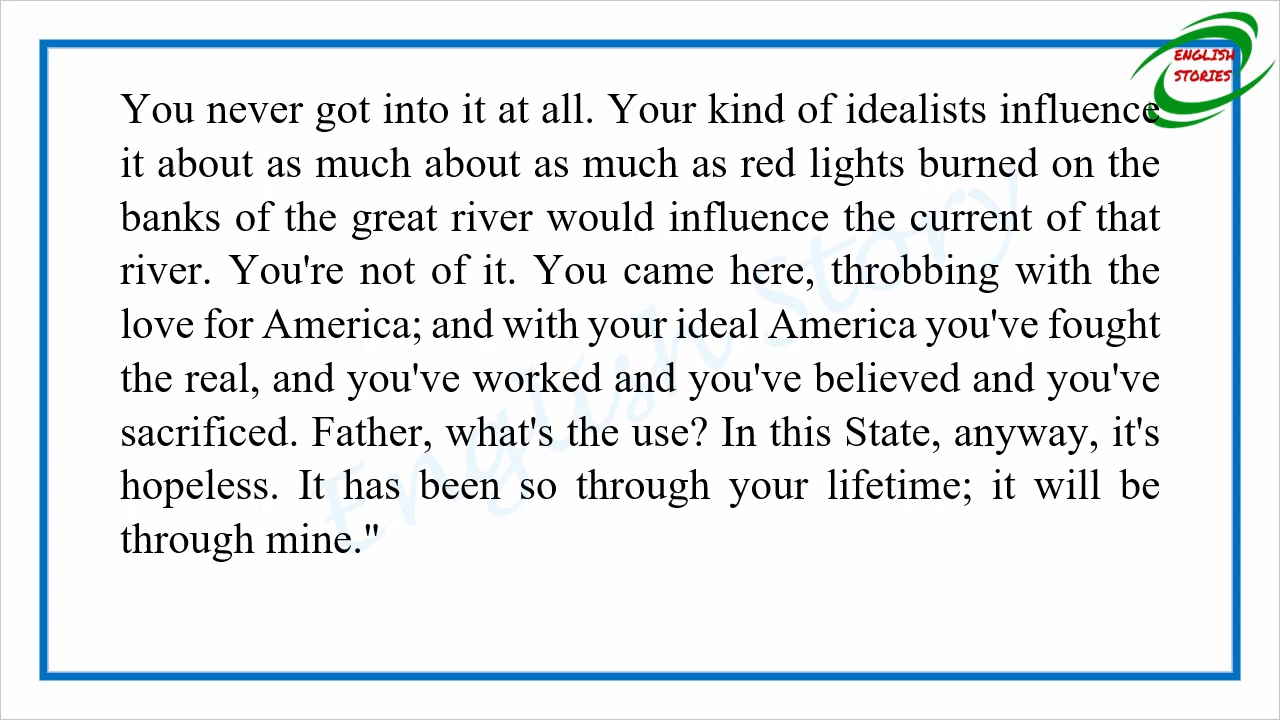 ENGLISH
STORIES
You never got into it at all. Your kind of idealists influence
it about as much about as much as red lights burned on the
banks of the great river would influence the current of that
river. You're not of it. You came here, throbbing with the
love for America; and with your ideal America you've fought
the real, and you've worked and you've believed and you've
sacrificed. Father, what's the use? In this State, anyway, it's
hopeless. It has been so through your lifetime; it will be
through mine."
English Story